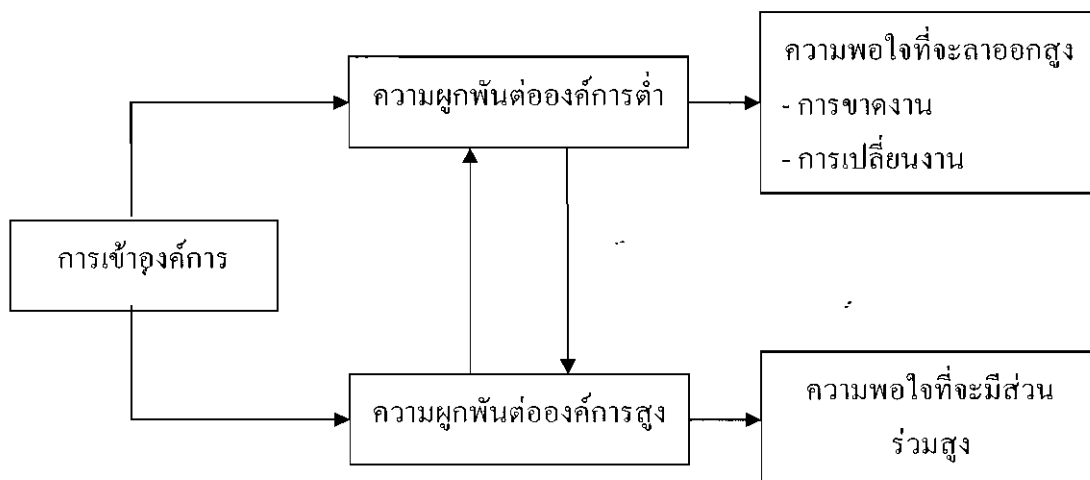 ความผูกพันต่อองค์การต่ำ
ความพอใจที่จะลาออกสูง
- การขาดงาน
- การเปลี่ยนงาน
การเข้าองค์การ
ความผูกพันต่อองค์การสูง
ความพอใจที่จะมีส่วน
ร่วมสูง